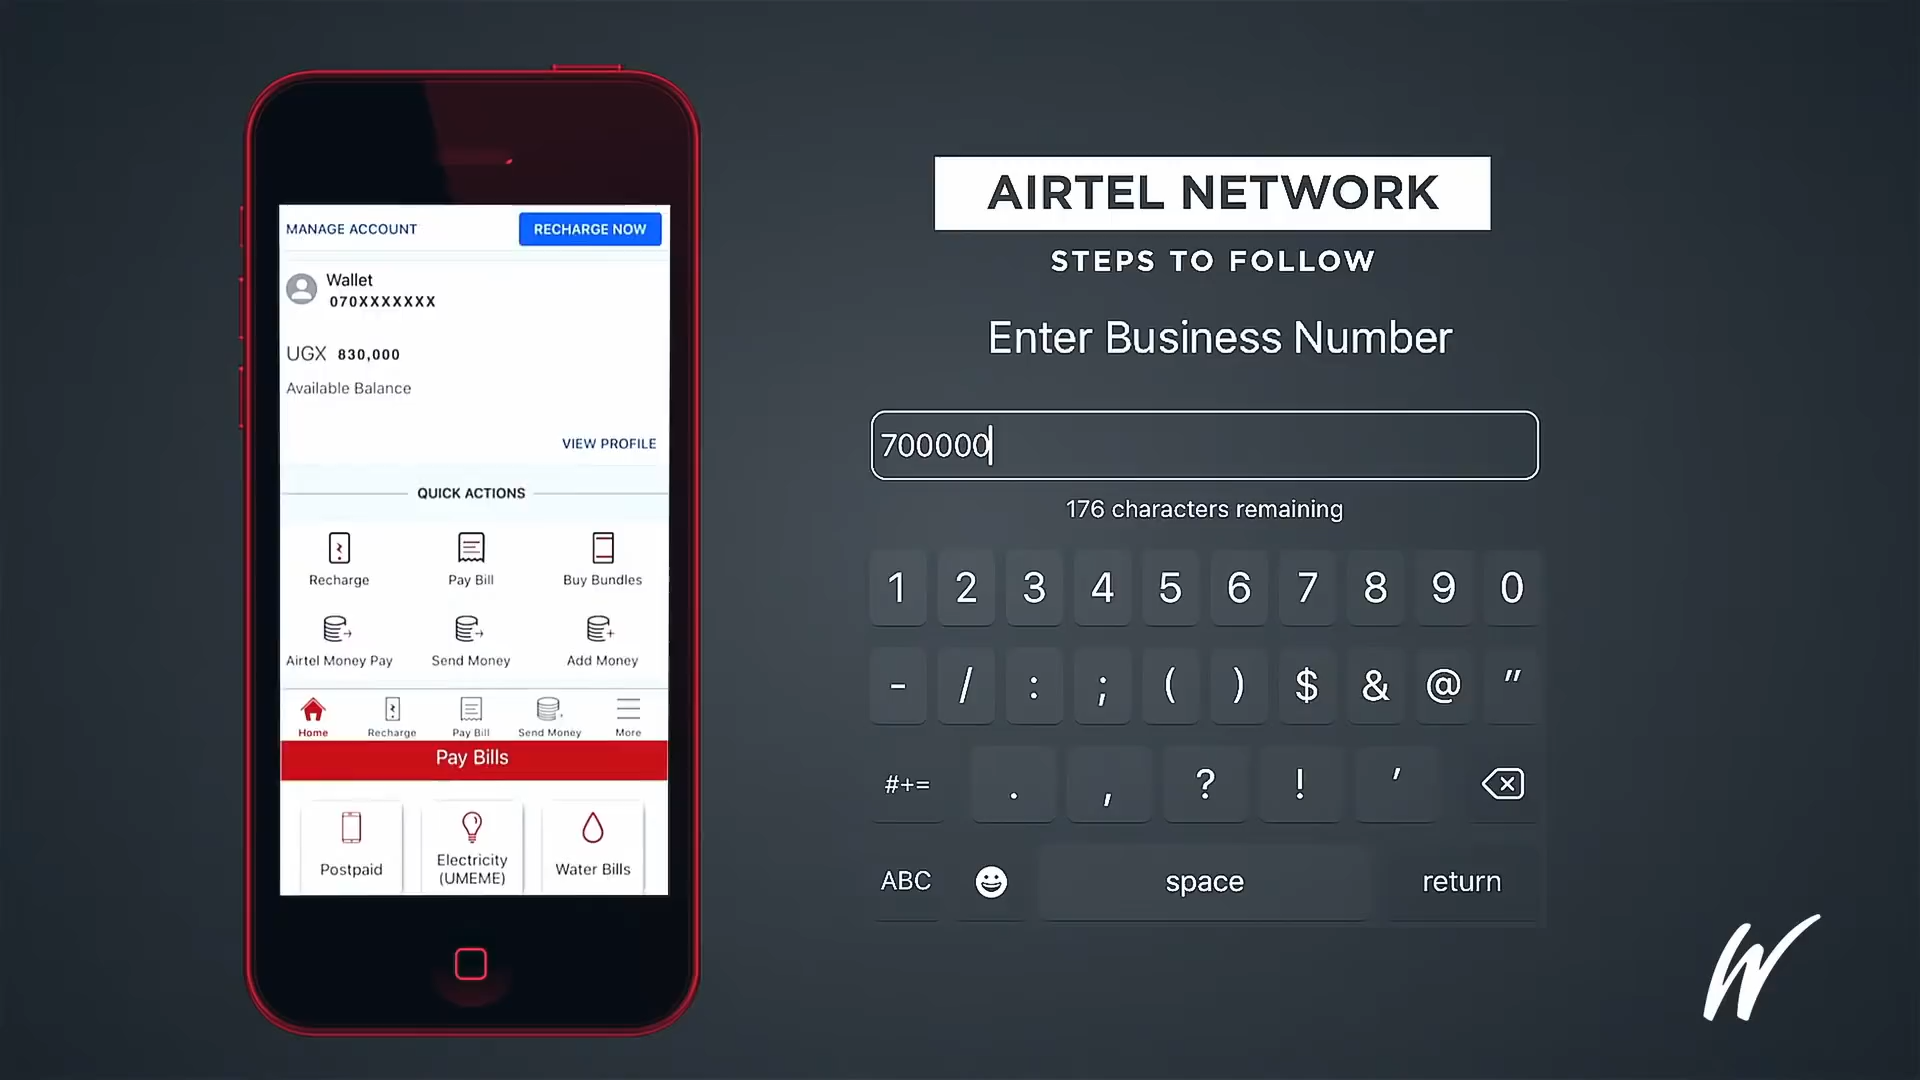 MANAGE ACCOUNT
RECHARGE NOW
Wallet
070XXXXXXX
UGX 830,000
Available Balance
VIEW PROFILE
QUICK ACTIONS
Recharge
Pay Bill
Buy Bundles
Airtel Money Pay
Send Money
Add Money
Home
Recharge
Pay Bill
Send Money
More
Pay Bills
Postpaid
Electricity
(UMEME)
Water Bills
AIRTEL NETWORK
STEPS TO FOLLOW
Enter Business Number
700000
176 characters remaining
1 2 3 4 5 6 7 8 9 0
- / : ; ( ) $ & @ "
#+= . , ? ! '
ABC space return
W